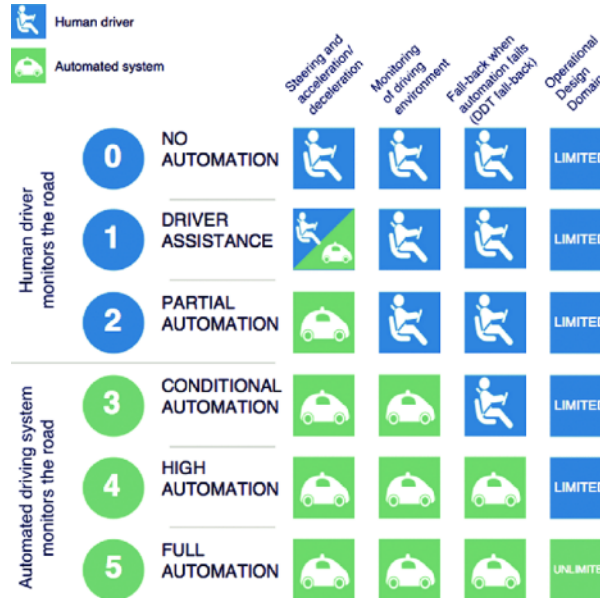 Human driver
Automated system
Steering and
acceleration/
deceleration
Monitoring
of driving
environment
Fall-back when
automation fails
(DDT fall-back)
Operational
Design
Domain
Human driver
monitors the road
0
NO
AUTOMATION
LIMITED
1
DRIVER
ASSISTANCE
LIMITED
2
PARTIAL
AUTOMATION
LIMITED
Automated driving system
monitors the road
3
CONDITIONAL
AUTOMATION
LIMITED
4
HIGH
AUTOMATION
LIMITED
5
FULL
AUTOMATION
UNLIMITE